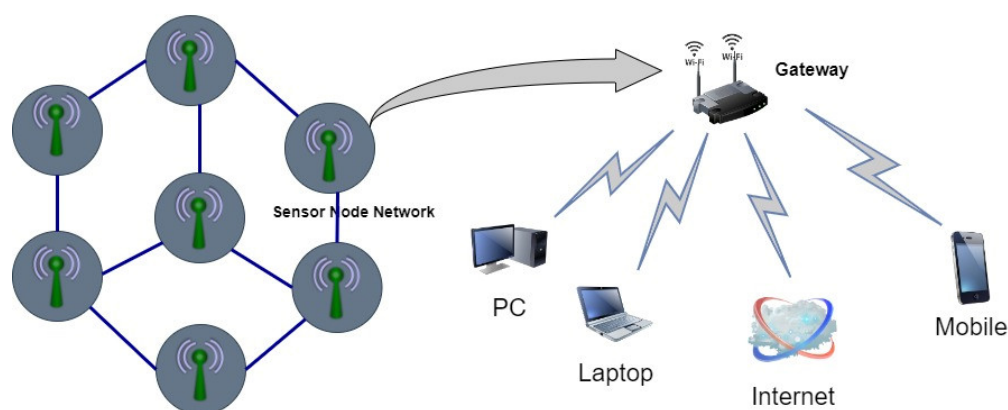 Wi-Fi
Wi-Fi
Gateway
Sensor Node Network
PC
Laptop
Internet
Mobile